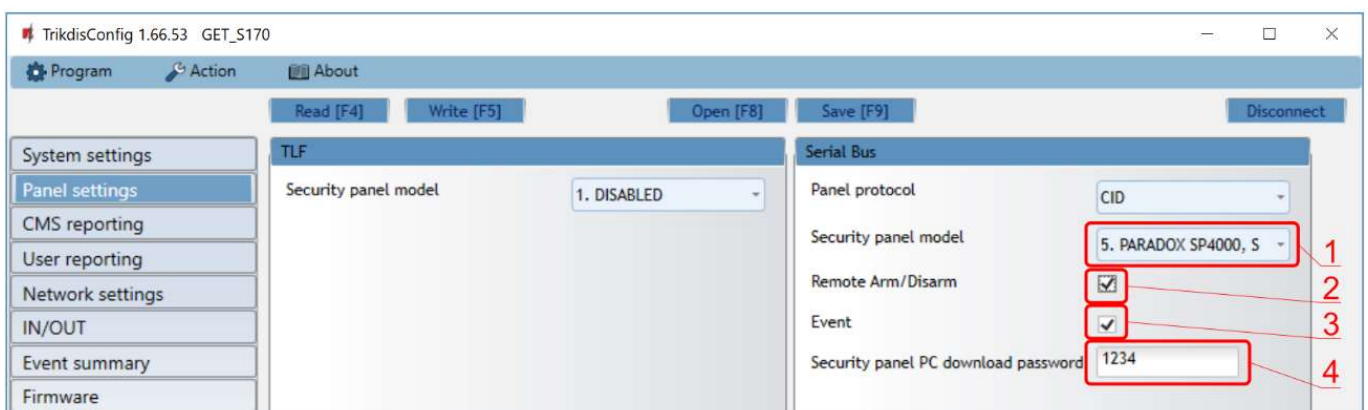 TrikdisConfig 1.66.53 GET_S170
Program Action About
Read [F4] Write [F5] Open [F8] Save [F9] Disconnect
System settings
Panel settings
CMS reporting
User reporting
Network settings
IN/OUT
Event summary
Firmware
TLF
Security panel model 1. DISABLED
Serial Bus
Panel protocol CID
Security panel model 5. PARADOX SP4000, S 1
Remote Arm/Disarm 2
Event 3
Security panel PC download password 1234 4